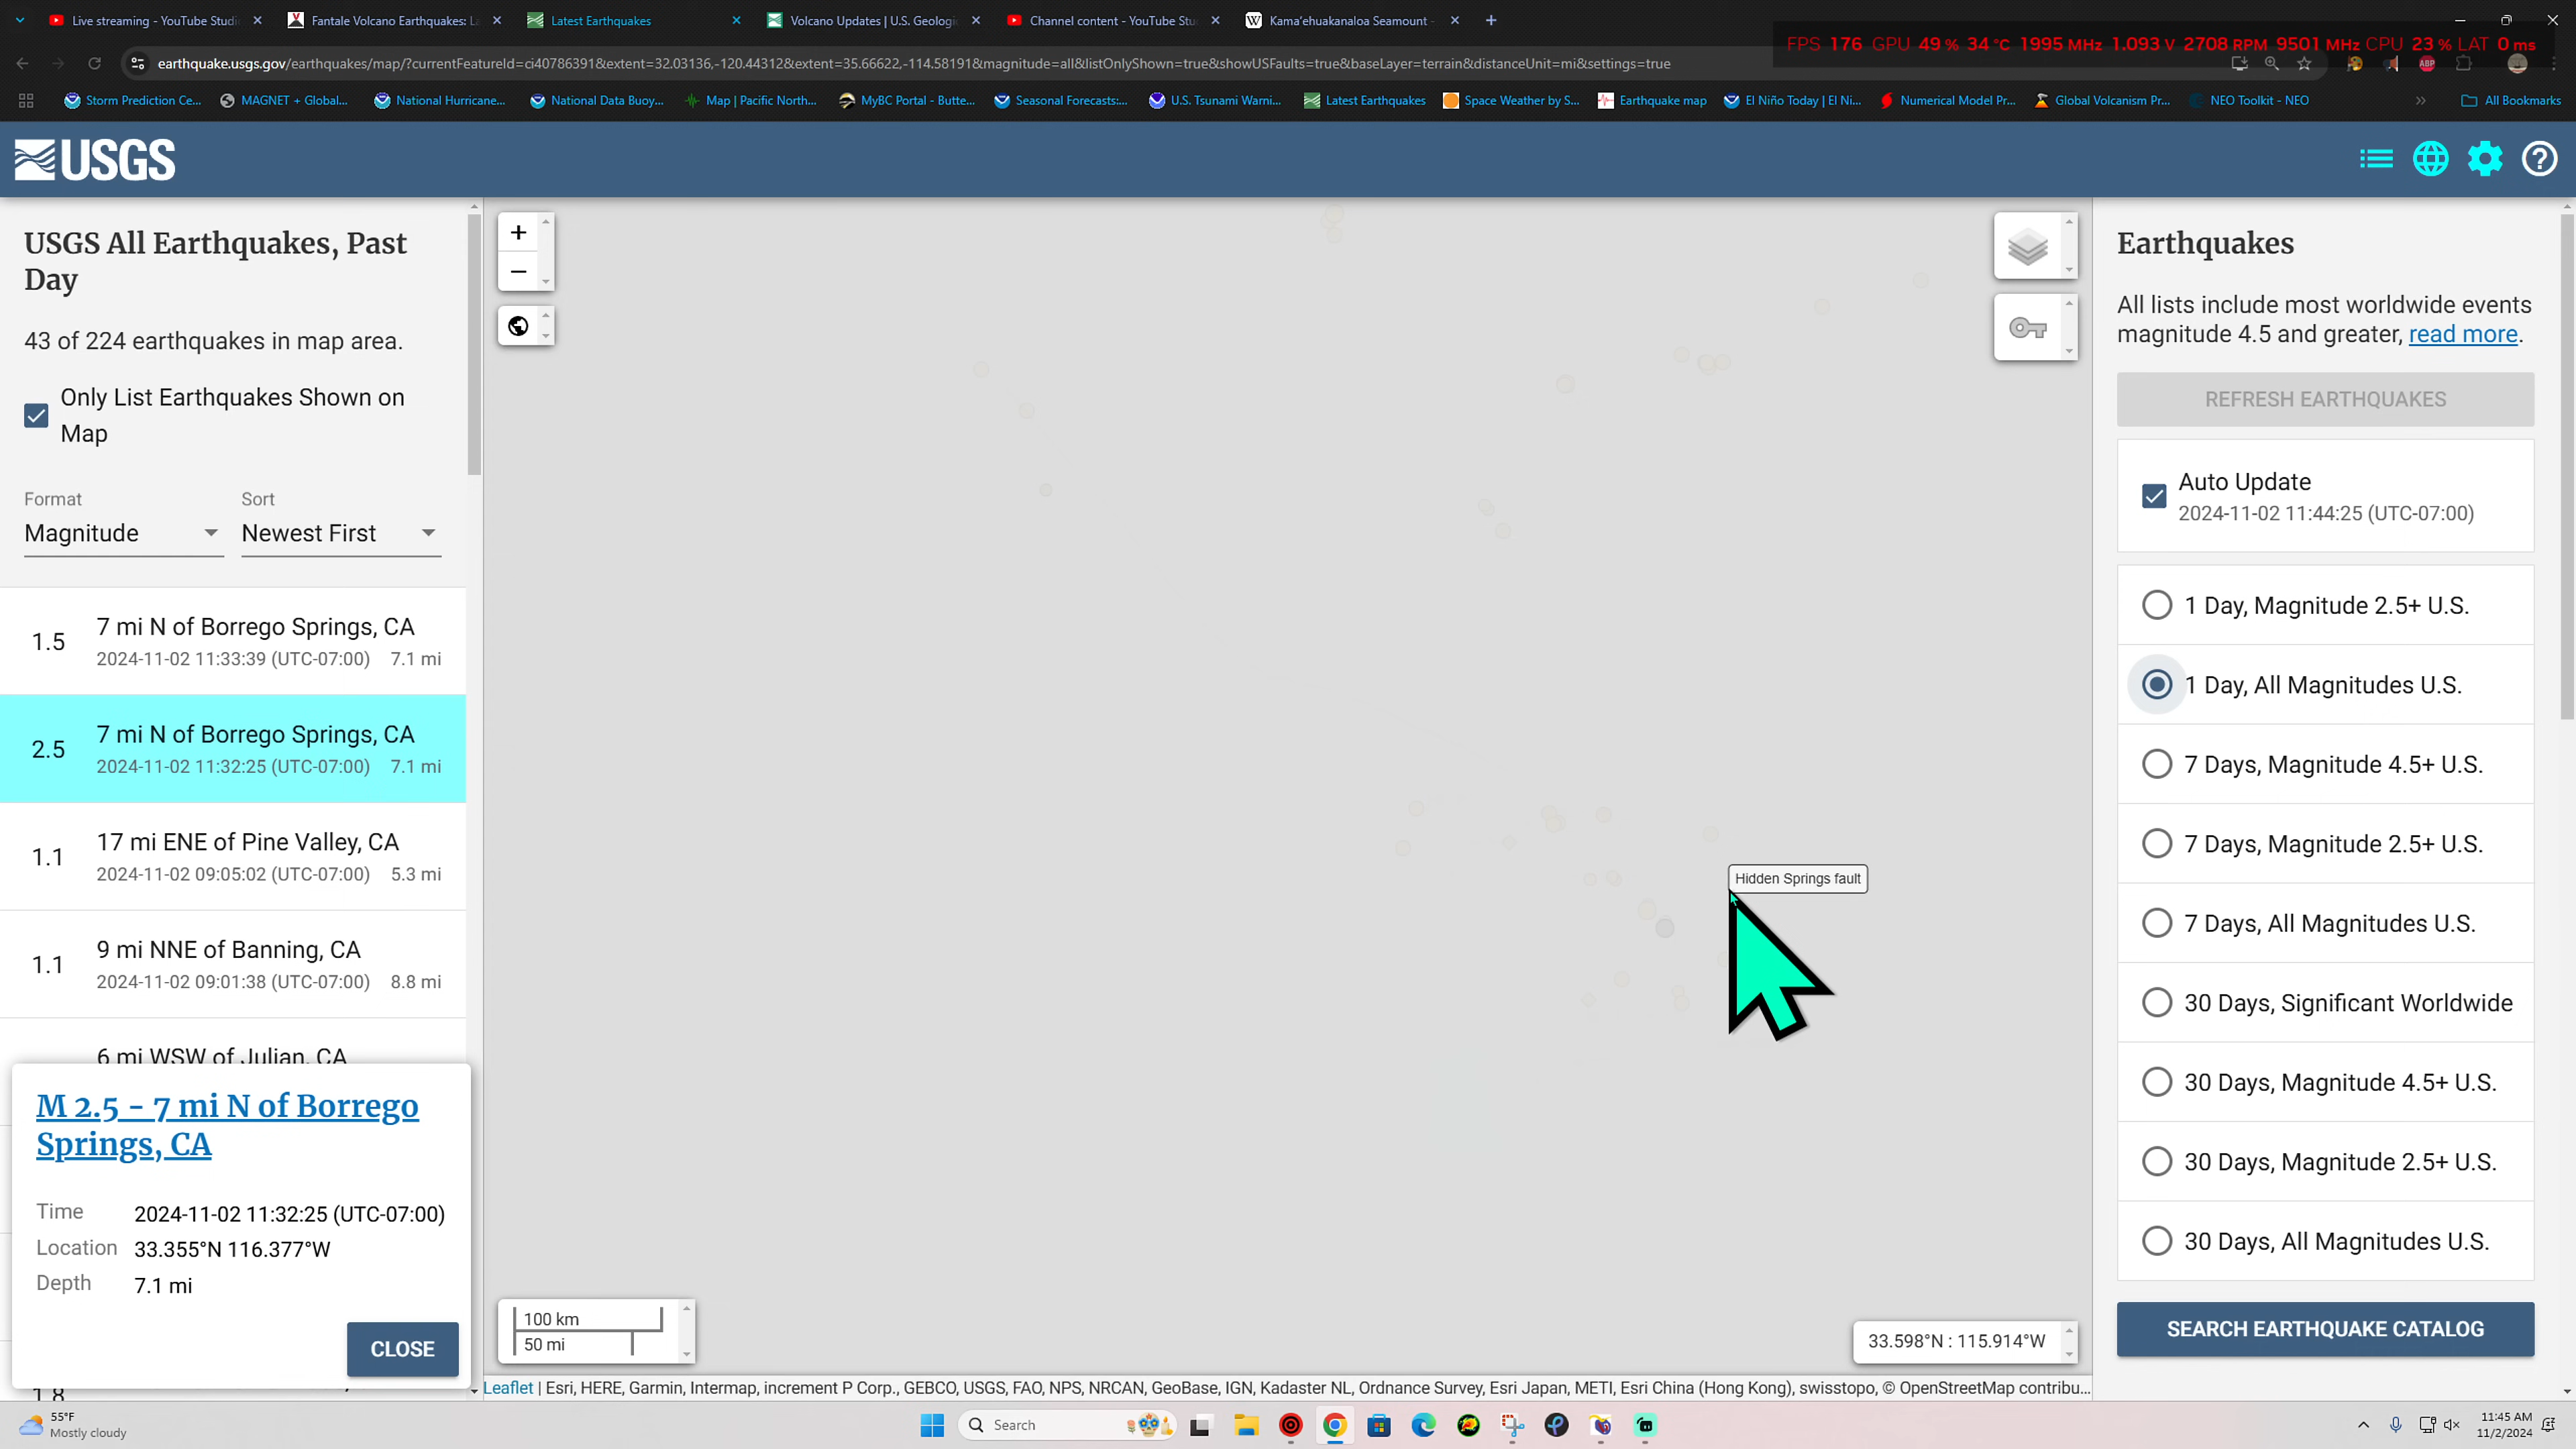 Live streaming - YouTube Studi
Fantale Volcano Earthquakes: La
Latest Earthquakes
Volcano Updates | U.S. Geologic
Channel content - YouTube Stu
Kamaʻehuakanaloa Seamount -
FPS 176 GPU 49 % 34 °C 1995 MHz 1.093 V 2708 RPM 9501 MHz CPU 23 % LAT 0 ms
earthquake.usgs.gov/earthquakes/map/?currentFeatureId=ci40786391&extent=32.03136,-120.44312&extent=35.66622,-114.58191&magnitude=all&listOnlyShown=true&showUSFaults=true&baseLayer=terrain&distanceUnit=mi&settings=true
ABP
Storm Prediction Ce...
MAGNET + Global...
National Hurricane...
National Data Buoy...
Map | Pacific North...
MyBC Portal - Butte...
Seasonal Forecasts:...
U.S. Tsunami Warni...
Latest Earthquakes
Space Weather by S...
Earthquake map
El Niño Today | El Ni...
Numerical Model Pr...
Global Volcanism Pr...
NEO Toolkit - NEO
All Bookmarks
USGS
USGS All Earthquakes, Past
Day
43 of 224 earthquakes in map area.
Only List Earthquakes Shown on
Map
Format
Magnitude
Sort
Newest First
1.5
7 mi N of Borrego Springs, CA
2024-11-02 11:33:39 (UTC-07:00) 7.1 mi
2.5
7 mi N of Borrego Springs, CA
2024-11-02 11:32:25 (UTC-07:00) 7.1 mi
1.1
17 mi ENE of Pine Valley, CA
2024-11-02 09:05:02 (UTC-07:00) 5.3 mi
1.1
9 mi NNE of Banning, CA
2024-11-02 09:01:38 (UTC-07:00) 8.8 mi
6 mi WSW of Julian, CA
M 2.5 - 7 mi N of Borrego
Springs, CA
Time 2024-11-02 11:32:25 (UTC-07:00)
Location 33.355°N 116.377°W
Depth 7.1 mi
CLOSE
1.8
+
−
Hidden Springs fault
100 km
50 mi
33.598°N : 115.914°W
Leaflet | Esri, HERE, Garmin, Intermap, increment P Corp., GEBCO, USGS, FAO, NPS, NRCAN, GeoBase, IGN, Kadaster NL, Ordnance Survey, Esri Japan, METI, Esri China (Hong Kong), swisstopo, © OpenStreetMap contribu...
Earthquakes
All lists include most worldwide events
magnitude 4.5 and greater, read more.
REFRESH EARTHQUAKES
Auto Update
2024-11-02 11:44:25 (UTC-07:00)
1 Day, Magnitude 2.5+ U.S.
1 Day, All Magnitudes U.S.
7 Days, Magnitude 4.5+ U.S.
7 Days, Magnitude 2.5+ U.S.
7 Days, All Magnitudes U.S.
30 Days, Significant Worldwide
30 Days, Magnitude 4.5+ U.S.
30 Days, Magnitude 2.5+ U.S.
30 Days, All Magnitudes U.S.
SEARCH EARTHQUAKE CATALOG
55°F
Mostly cloudy
Search
11:45 AM
11/2/2024